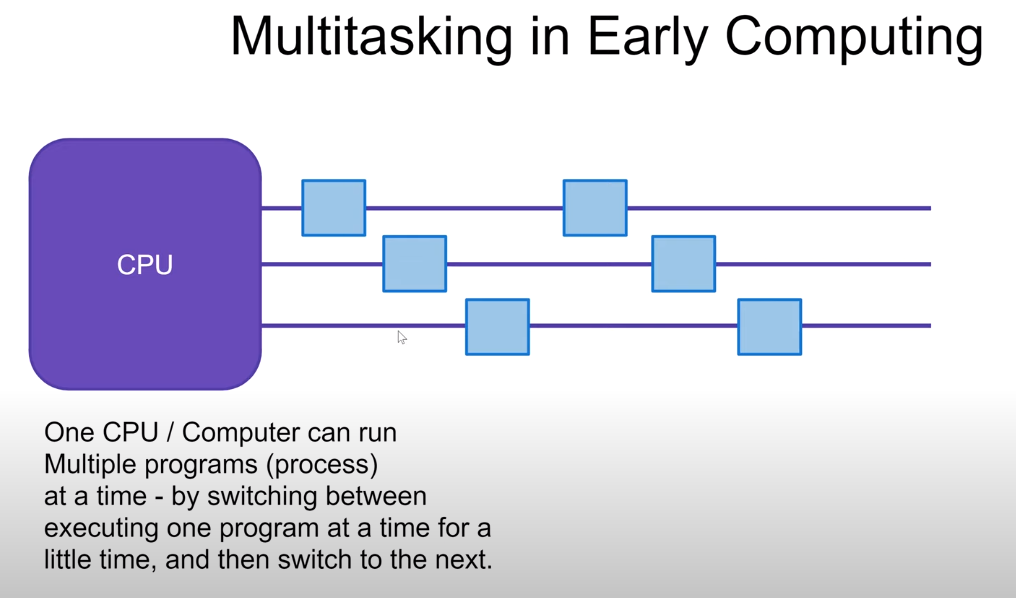 Multitasking in Early Computing
CPU
One CPU / Computer can run
Multiple programs (process)
at a time - by switching between
executing one program at a time for a
little time, and then switch to the next.